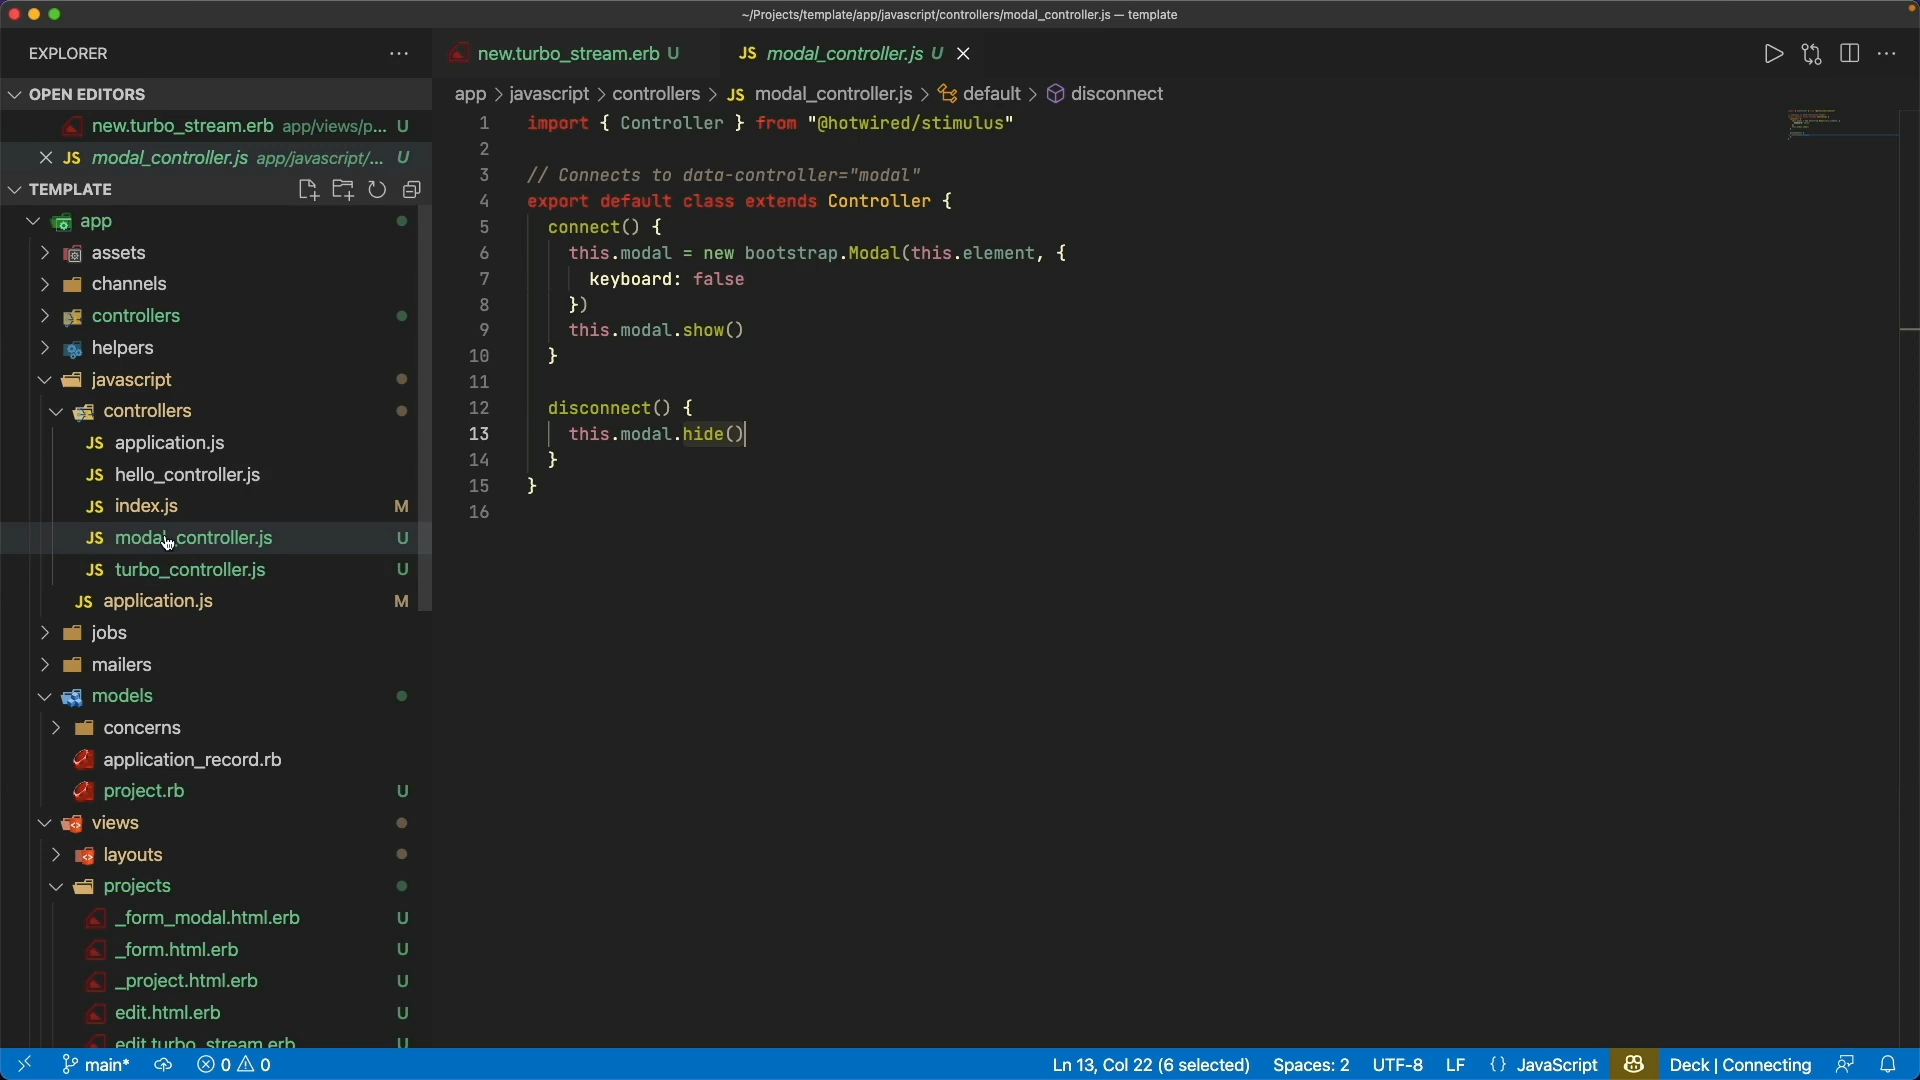 ~/Projects/template/app/javascript/controllers/modal_controller.js — template
EXPLORER
new.turbo_stream.erb U
JS modal_controller.js U
OPEN EDITORS
new.turbo_stream.erb app/views/p... U
JS modal_controller.js app/javascript/... U
TEMPLATE
app
assets
channels
controllers
helpers
javascript
controllers
JS application.js
JS hello_controller.js
JS index.js M
JS modal_controller.js U
JS turbo_controller.js U
JS application.js M
jobs
mailers
models
concerns
application_record.rb
project.rb U
views
layouts
projects
_form_modal.html.erb U
_form.html.erb U
_project.html.erb U
edit.html.erb U
edit.turbo_stream.erb U
app > javascript > controllers > JS modal_controller.js > default > disconnect
1 import { Controller } from "@hotwired/stimulus"
2
3 // Connects to data-controller="modal"
4 export default class extends Controller {
5 connect() {
6 this.modal = new bootstrap.Modal(this.element, {
7 keyboard: false
8 })
9 this.modal.show()
10 }
11
12 disconnect() {
13 this.modal.hide()
14 }
15 }
16
main* 0 0 Ln 13, Col 22 (6 selected) Spaces: 2 UTF-8 LF {} JavaScript Deck | Connecting